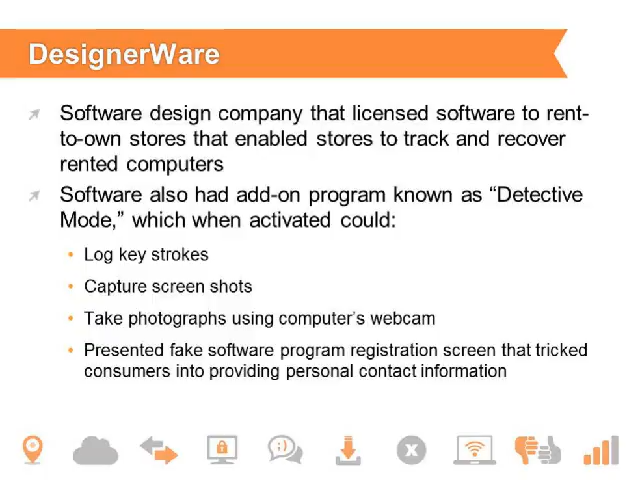 DesignerWare
Software design company that licensed software to rent-
to-own stores that enabled stores to track and recover
rented computers
Software also had add-on program known as “Detective
Mode,” which when activated could:
• Log key strokes
• Capture screen shots
• Take photographs using computer’s webcam
• Presented fake software program registration screen that tricked
consumers into providing personal contact information